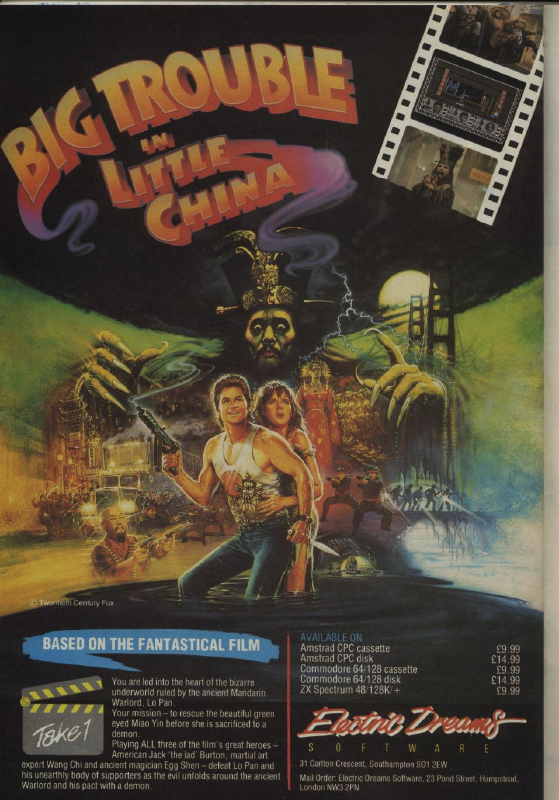 BIG TROUBLE
IN
LITTLE
CHINA
© Twentieth Century Fox
BASED ON THE FANTASTICAL FILM
Take 1
You are led into the heart of the bizarre
underworld ruled by the ancient Mandarin
Warlord, Lo Pan.
Your mission – to rescue the beautiful green
eyed Miao Yin before she is sacrificed to a
demon.
Playing ALL three of the film's great heroes –
American Jack 'the lad' Burton, martial art
expert Wang Chi and ancient magician Egg Shen – defeat Lo Pan and
his unearthly body of supporters as the evil unfolds around the ancient
Warlord and his pact with a demon.
AVAILABLE ON
Amstrad CPC cassette £9.99
Amstrad CPC disk £14.99
Commodore 64/128 cassette £9.99
Commodore 64/128 disk £14.99
ZX Spectrum 48/128K/+ £9.99
Electric Dreams
SOFTWARE
31 Carlton Crescent, Southampton SO1 2EW
Mail Order: Electric Dreams Software, 23 Pond Street, Hampstead,
London NW3 2PN